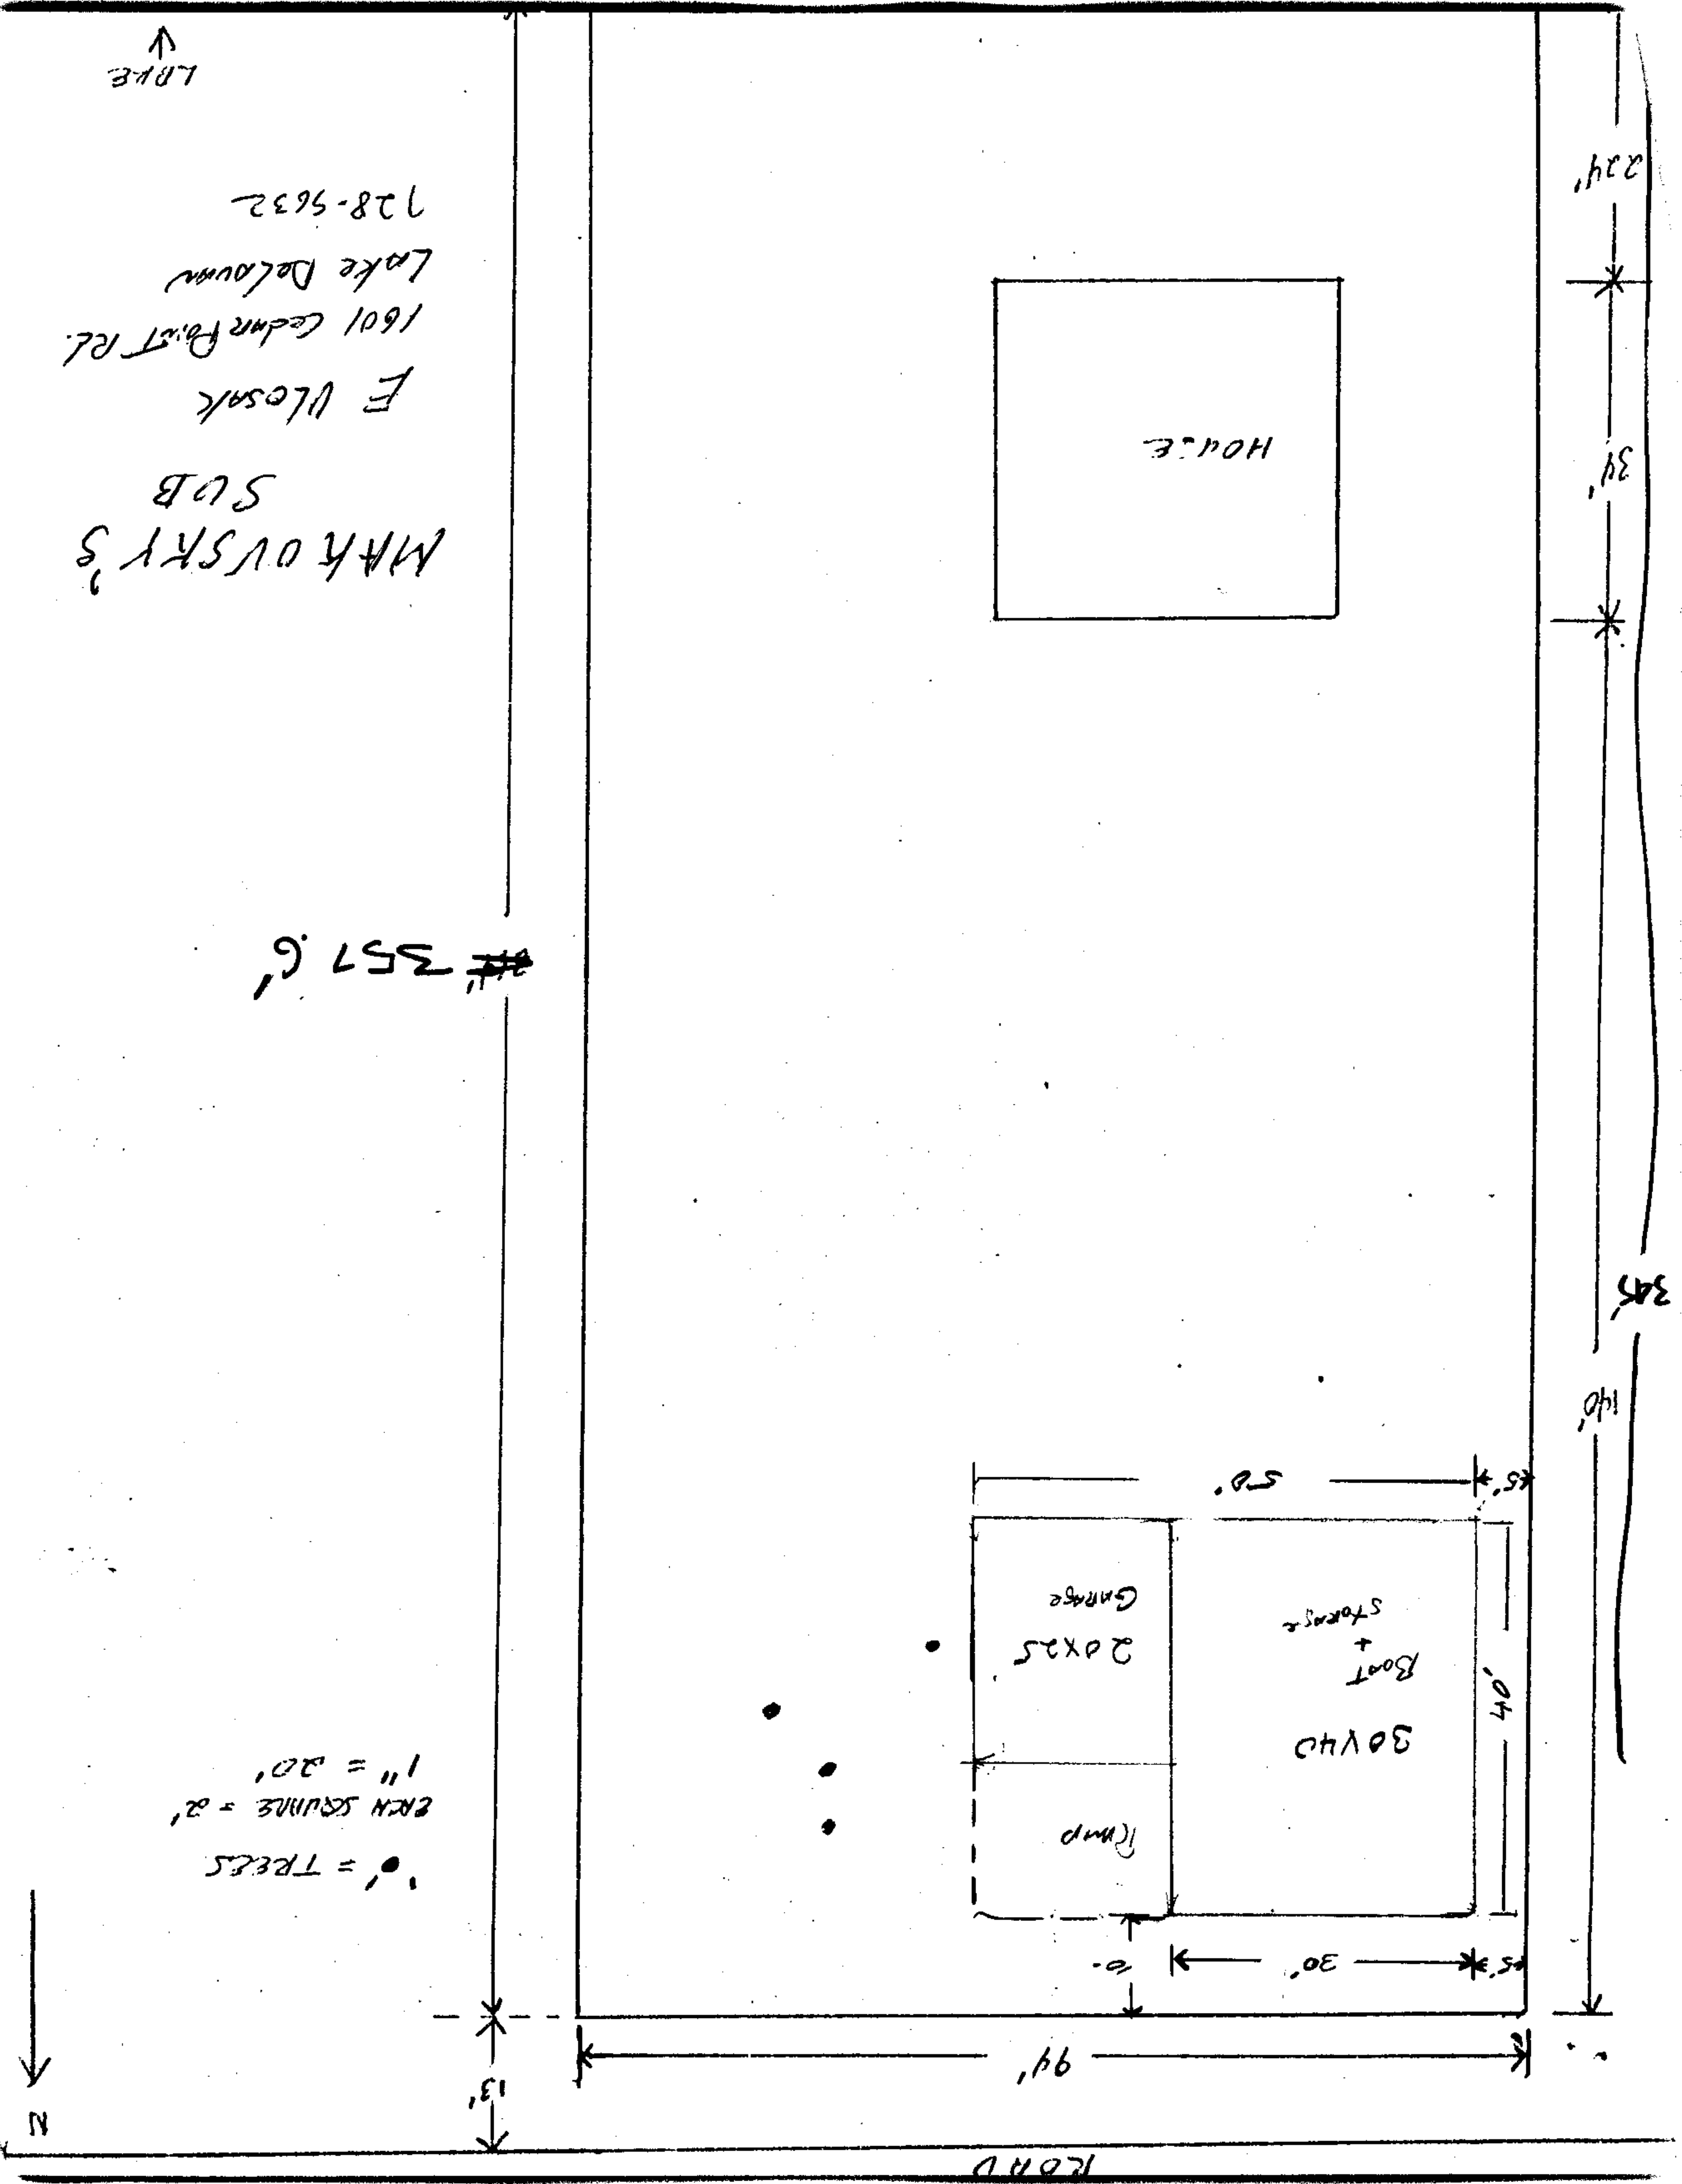 ROAD
N
13'
94'
5'
30'
10'
= TREES
EACH SQUARE = 2'
1" = 20'
Ramp
30X40
BOAT
+
STORAGE
40'
20X25
GARAGE
5'
50'
140'
345'
357.6'
MAKOVSKY'S
SUB
E VLOSAK
1601 Cedar Point Rd.
Lake Delavan
728-5632
HOUSE
34'
224'
LAKE